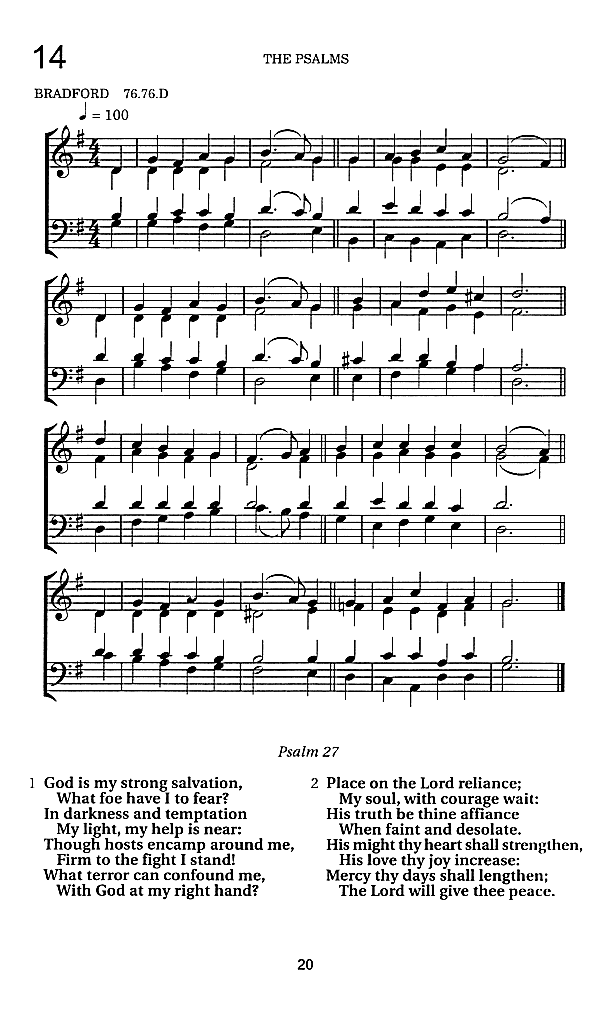 14
THE PSALMS
BRADFORD 76.76.D
♩ = 100
Psalm 27
1 God is my strong salvation,
What foe have I to fear?
In darkness and temptation
My light, my help is near:
Though hosts encamp around me,
Firm to the fight I stand!
What terror can confound me,
With God at my right hand?
2 Place on the Lord reliance;
My soul, with courage wait:
His truth be thine affiance
When faint and desolate.
His might thy heart shall strengthen,
His love thy joy increase:
Mercy thy days shall lengthen;
The Lord will give thee peace.
20